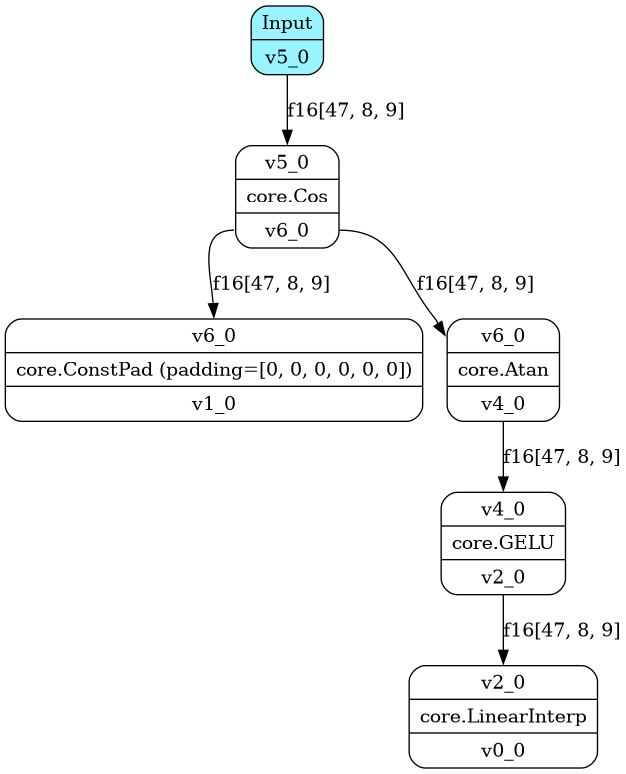 Input
v5_0
f16[47, 8, 9]
v5_0
core.Cos
v6_0
f16[47, 8, 9]
f16[47, 8, 9]
v6_0
core.ConstPad (padding=[0, 0, 0, 0, 0, 0])
v1_0
v6_0
core.Atan
v4_0
f16[47, 8, 9]
v4_0
core.GELU
v2_0
f16[47, 8, 9]
v2_0
core.LinearInterp
v0_0